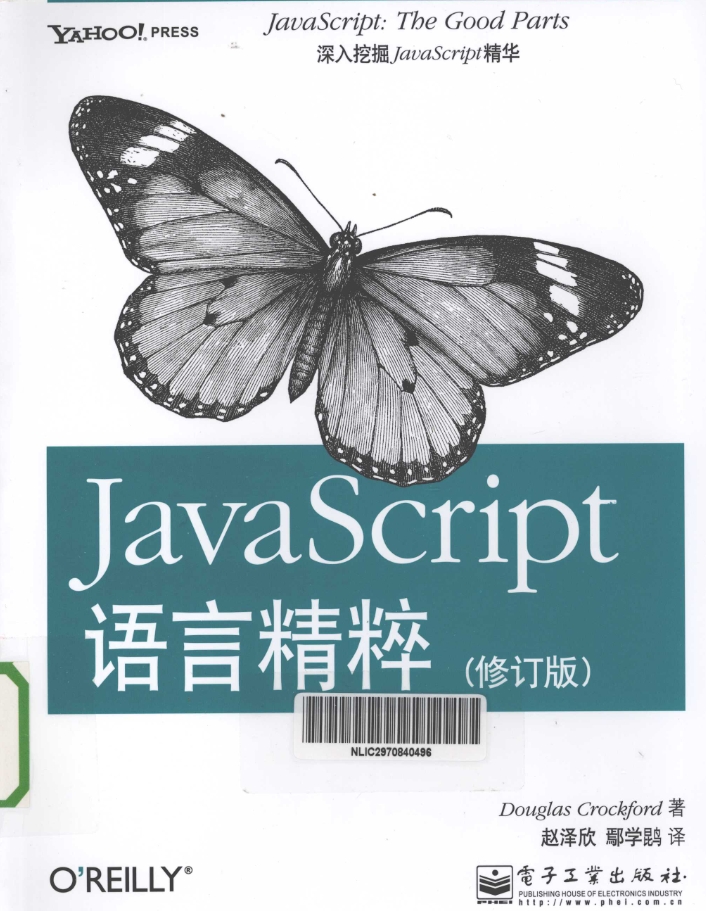 YAHOO! PRESS
JavaScript: The Good Parts
深入挖掘JavaScript精华
JavaScript
语言精粹
(修订版)
NLIC2970840496
Douglas Crockford 著
赵泽欣 鄢学鹍 译
O'REILLY®
電子工業出版社·
PUBLISHING HOUSE OF ELECTRONICS INDUSTRY
PHEI
http://www.phei.com.cn